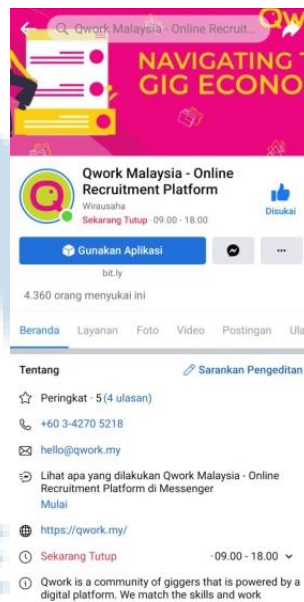 Qwork Malaysia - Online Recruit...
Qw
NAVIGATING
GIG ECONO
Qwork Malaysia - Online
Recruitment Platform
Wirausaha
Sekarang Tutup · 09.00 - 18.00
Disukai
Gunakan Aplikasi
bit.ly
4.360 orang menyukai ini
Beranda Layanan Foto Video Postingan Ula
Tentang
Sarankan Pengeditan
Peringkat · 5 (4 ulasan)
+60 3-4270 5218
hello@qwork.my
Lihat apa yang dilakukan Qwork Malaysia - Online
Recruitment Platform di Messenger
Mulai
https://qwork.my/
Sekarang Tutup · 09.00 - 18.00
Qwork is a community of giggers that is powered by a
digital platform. We match the skills and work